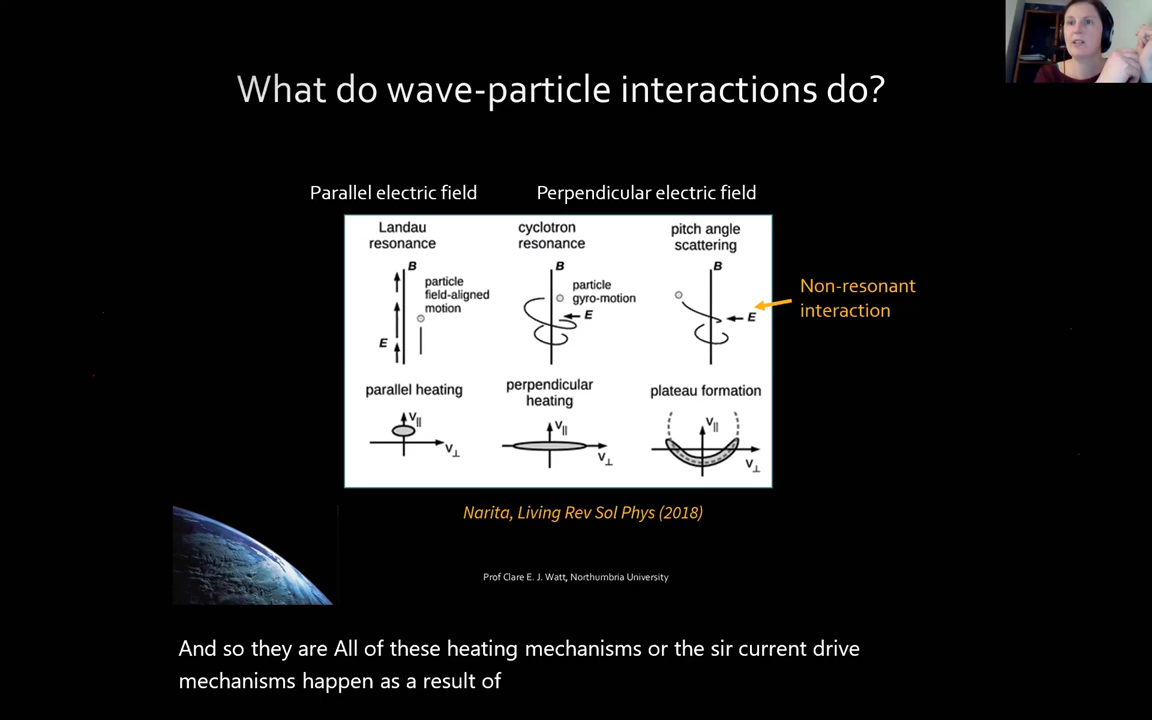 What do wave-particle interactions do?
Parallel electric field
Perpendicular electric field
Landau
resonance
B
particle
field-aligned
motion
E
parallel heating
V||
V⊥
cyclotron
resonance
B
particle
gyro-motion
E
perpendicular
heating
V||
V⊥
pitch angle
scattering
B
E
plateau formation
V||
V⊥
Non-resonant
interaction
Narita, Living Rev Sol Phys (2018)
Prof Clare E. J. Watt, Northumbria University
And so they are All of these heating mechanisms or the sir current drive
mechanisms happen as a result of